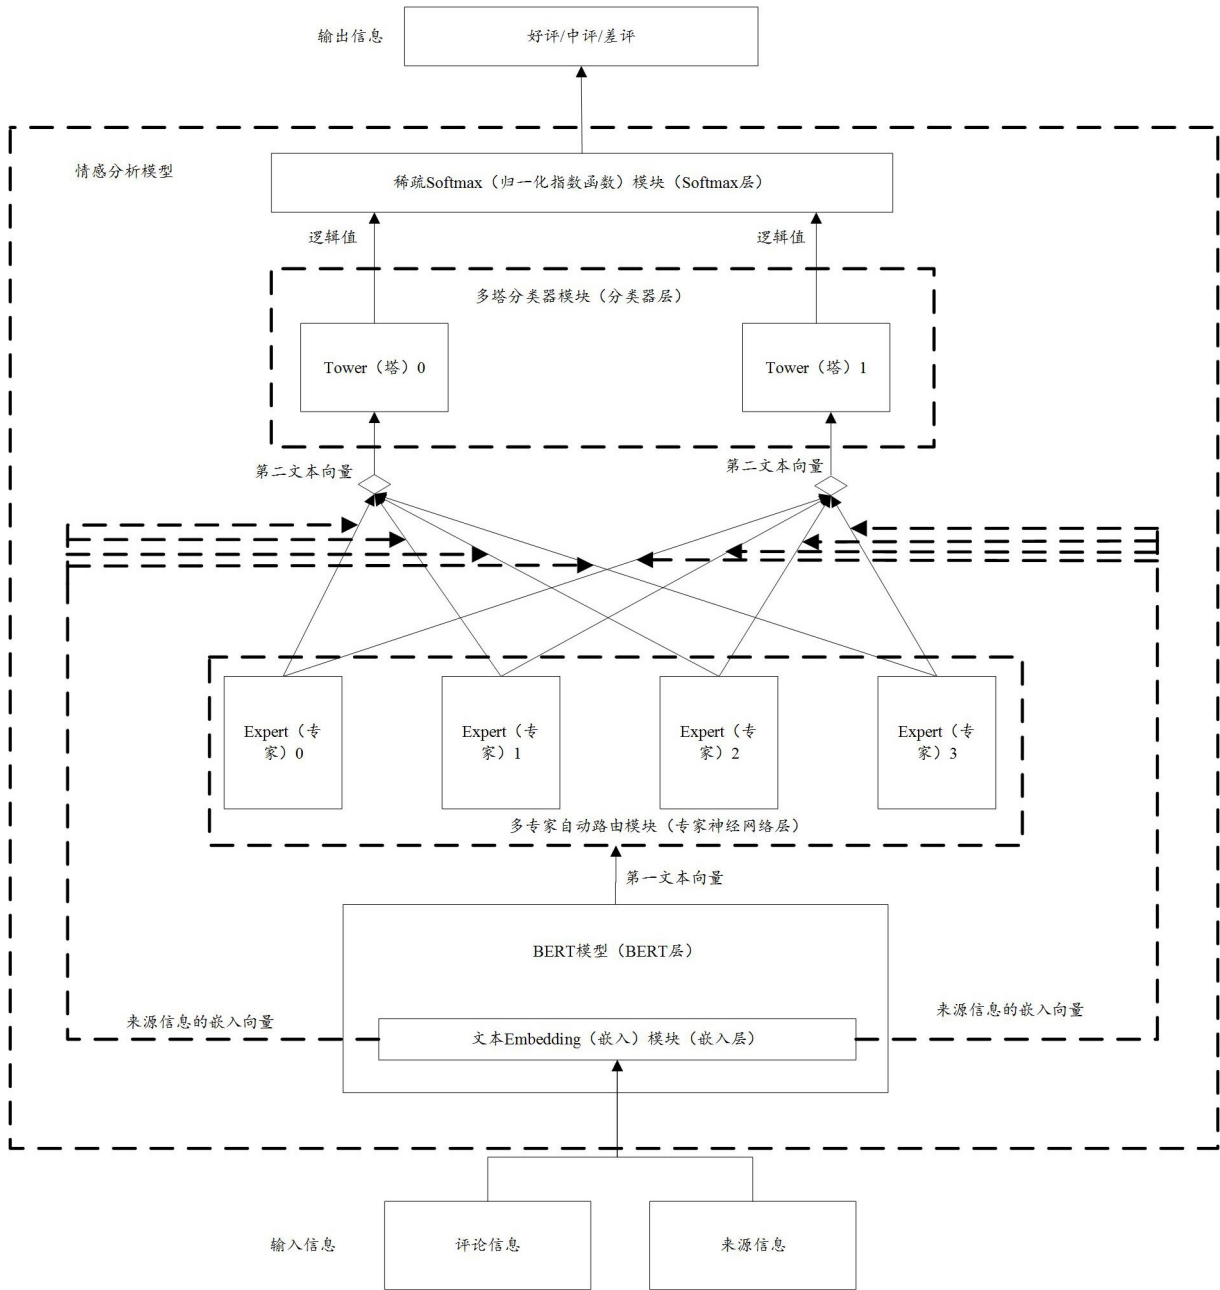 输出信息
好评/中评/差评
情感分析模型
稀疏Softmax（归一化指数函数）模块（Softmax层）
逻辑值
逻辑值
多塔分类器模块（分类器层）
Tower（塔）0
Tower（塔）1
第二文本向量
第二文本向量
Expert（专
家）0
Expert（专
家）1
Expert（专
家）2
Expert（专
家）3
多专家自动路由模块（专家神经网络层）
第一文本向量
BERT模型（BERT层）
来源信息的嵌入向量
来源信息的嵌入向量
文本Embedding（嵌入）模块（嵌入层）
输入信息
评论信息
来源信息